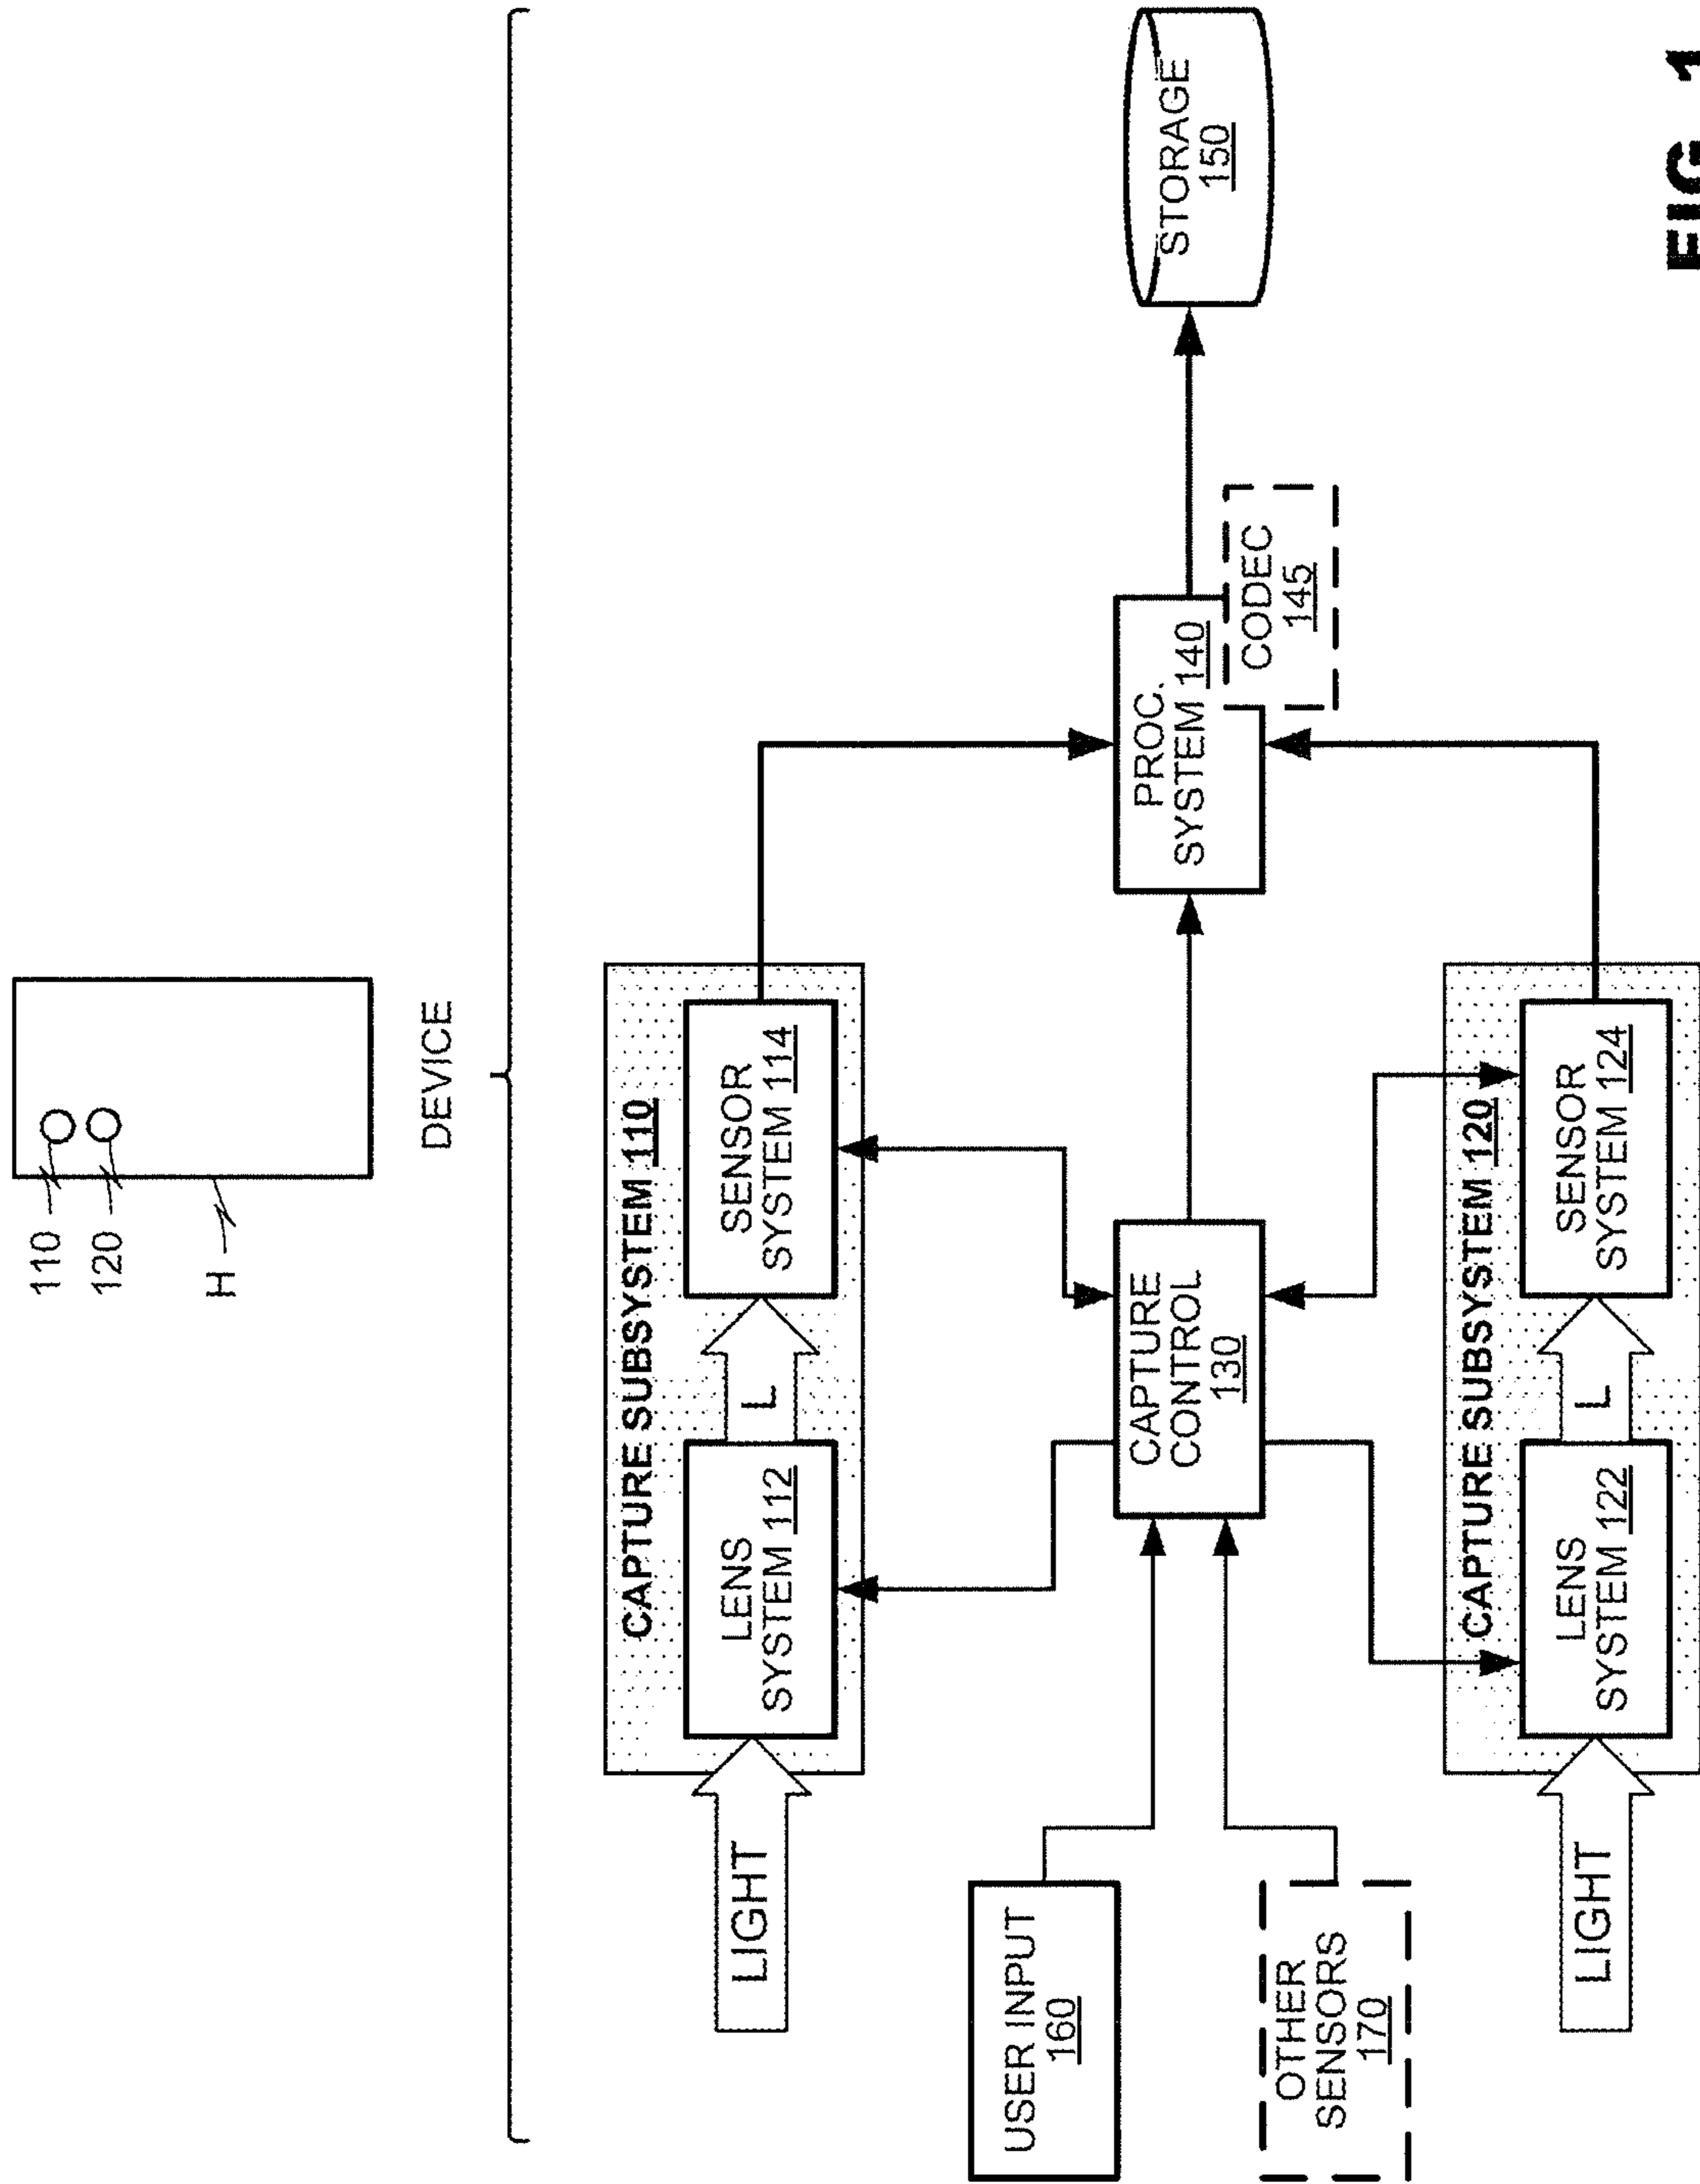 110
120
H
DEVICE
CAPTURE SUBSYSTEM 110
LIGHT
LENS
SYSTEM 112
L
SENSOR
SYSTEM 114
USER INPUT
160
OTHER
SENSORS
170
CAPTURE
CONTROL
130
PROC.
SYSTEM 140
CODEC
145
STORAGE
150
CAPTURE SUBSYSTEM 120
LIGHT
LENS
SYSTEM 122
L
SENSOR
SYSTEM 124
FIG. 1